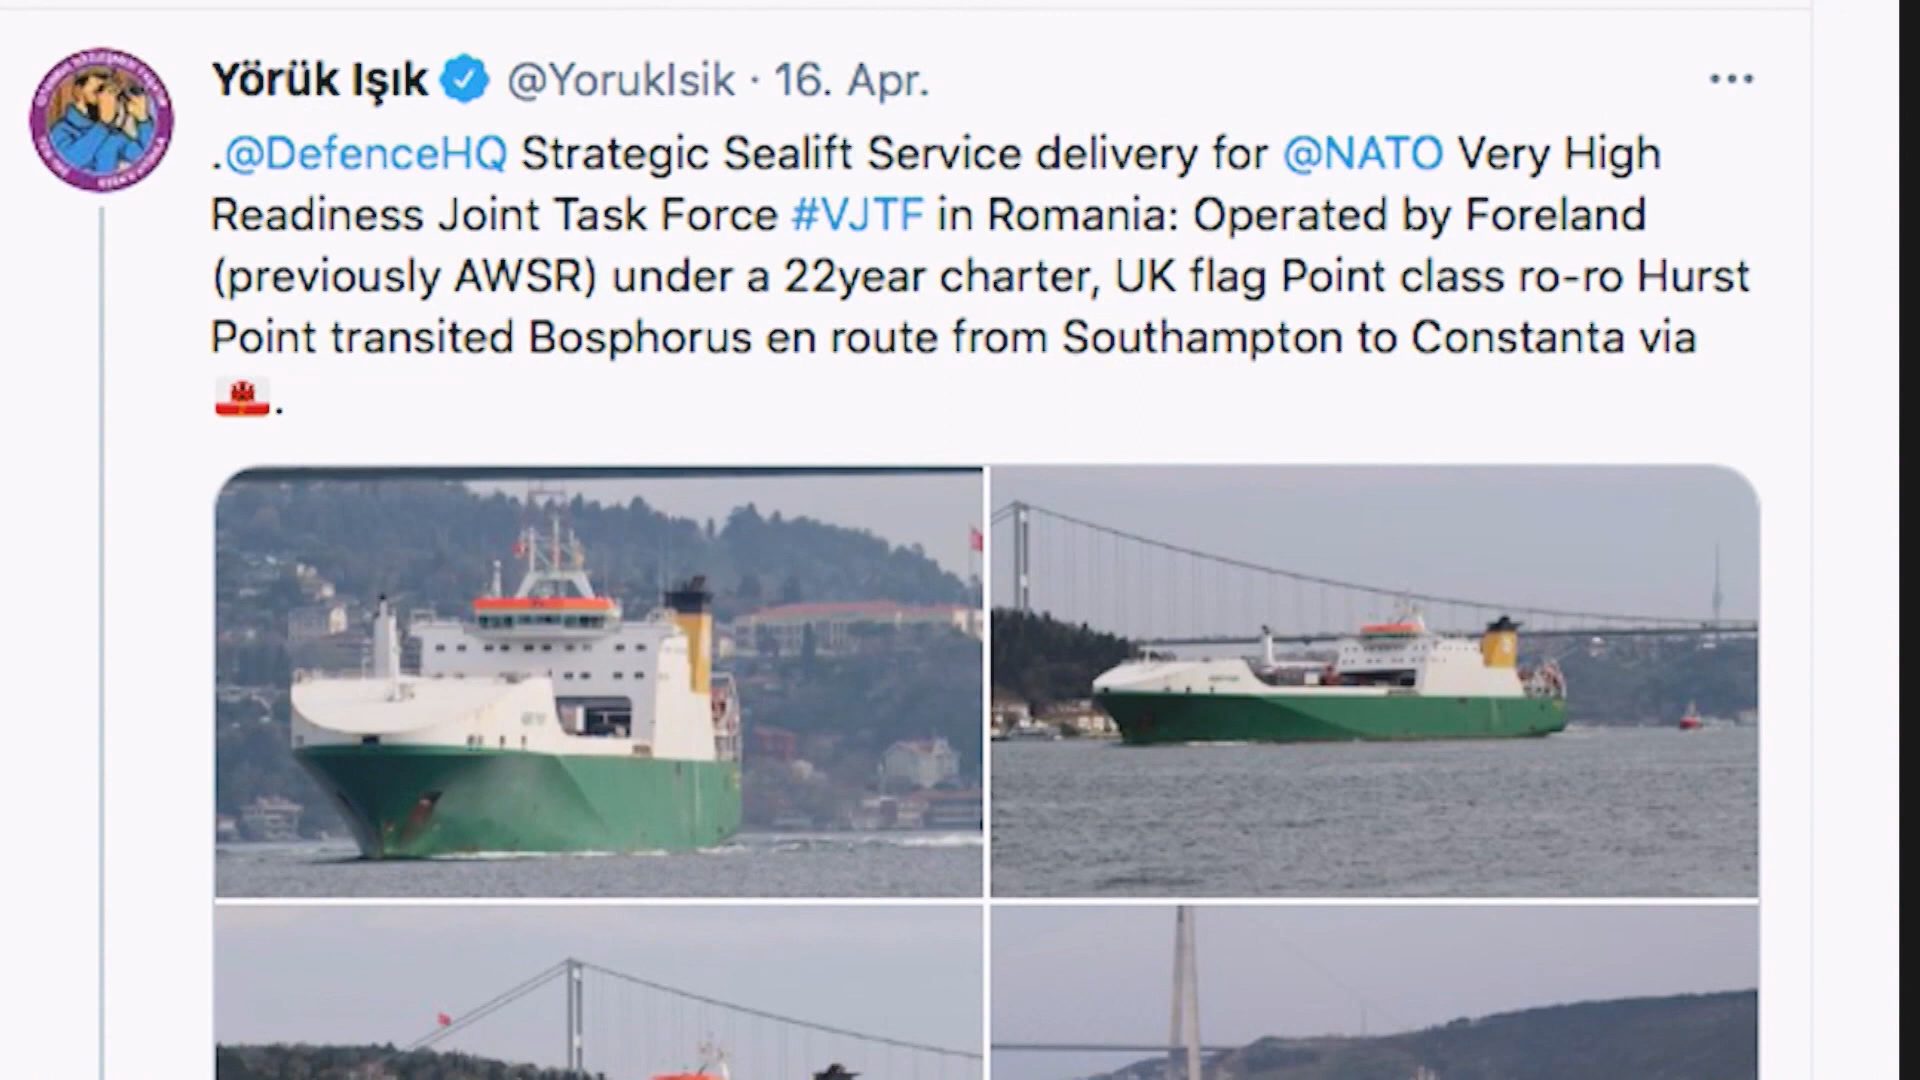 Yörük Işık @YorukIsik · 16. Apr.
.@DefenceHQ Strategic Sealift Service delivery for @NATO Very High
Readiness Joint Task Force #VJTF in Romania: Operated by Foreland
(previously AWSR) under a 22year charter, UK flag Point class ro-ro Hurst
Point transited Bosphorus en route from Southampton to Constanta via
🇬🇮.